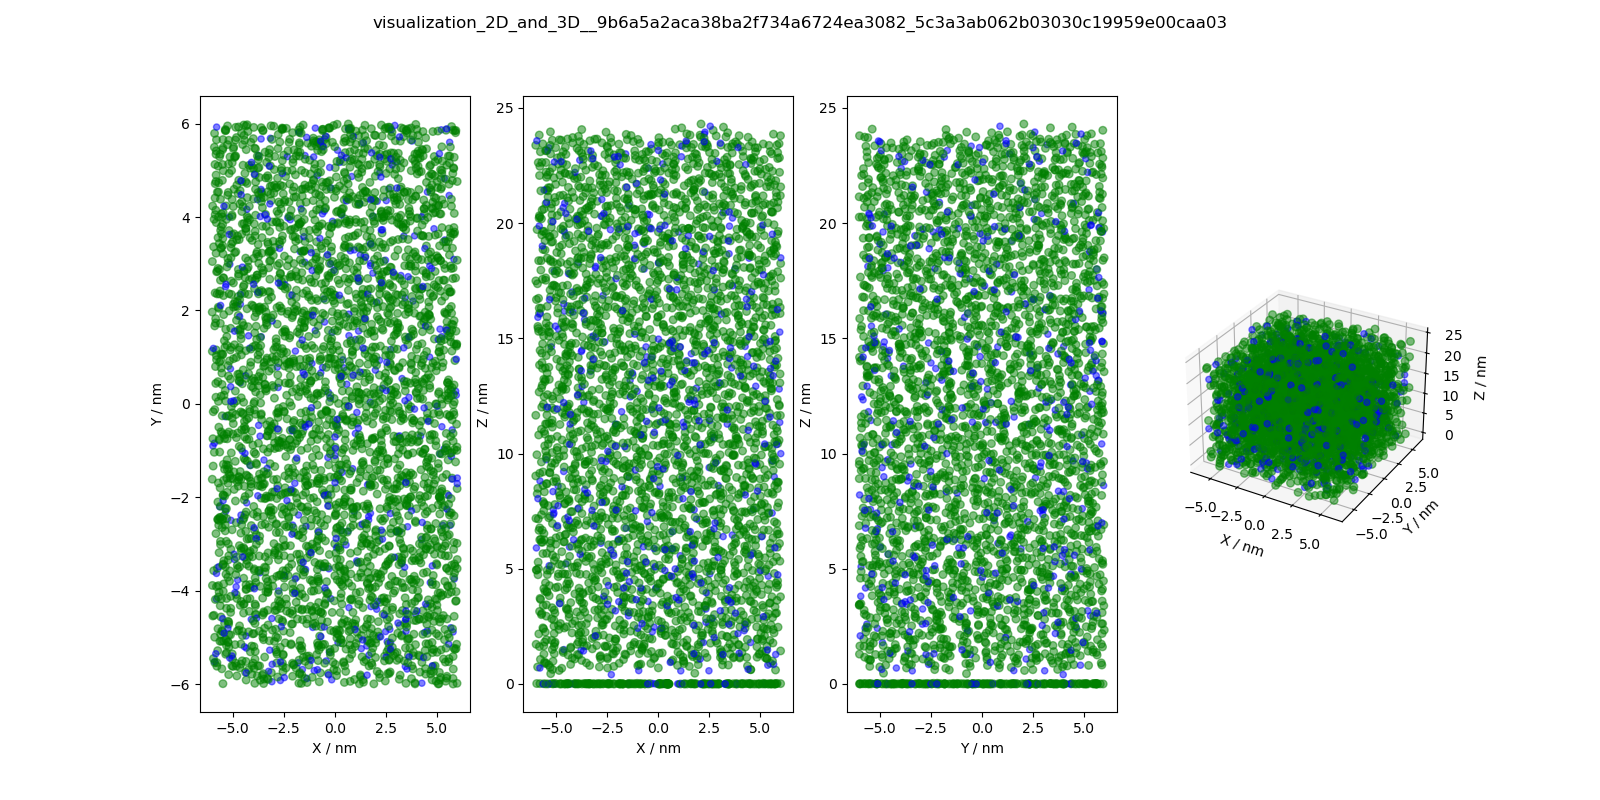 visualization_2D_and_3D__9b6a5a2aca38ba2f734a6724ea3082_5c3a3ab062b03030c19959e00caa03
6
4
2
0
−2
−4
−6
Y / nm
−5.0 −2.5 0.0 2.5 5.0
X / nm
25
20
15
10
5
0
Z / nm
−5.0 −2.5 0.0 2.5 5.0
X / nm
25
20
15
10
5
0
Z / nm
−5.0 −2.5 0.0 2.5 5.0
Y / nm
25
20
15
10
5
0
Z / nm
5.0
2.5
0.0
−2.5
−5.0
Y / nm
−5.0
−2.5
0.0
2.5
5.0
X / nm